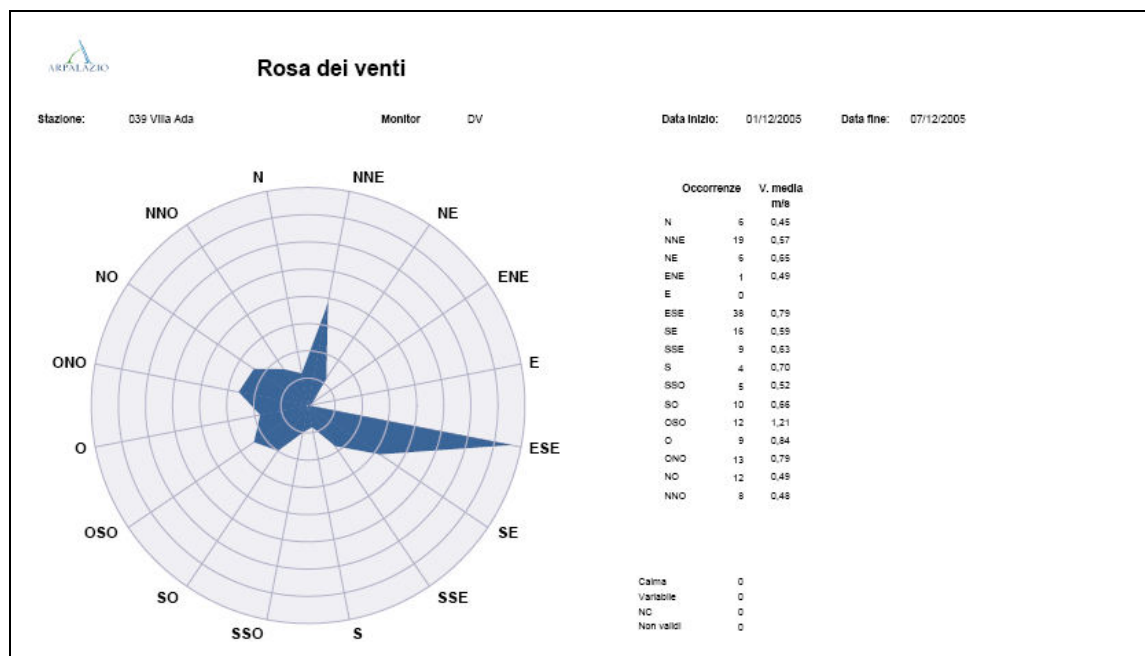 ARPALAZIO
Rosa dei venti
Stazione: 039 Villa Ada Monitor DV Data Inizio: 01/12/2005 Data fine: 07/12/2005
N
NNE
NNO
NE
NO
ENE
ONO
E
O
ESE
OSO
SE
SO
SSE
SSO
S
Occorrenze V. media
m/s
N 6 0,45
NNE 19 0,57
NE 6 0,65
ENE 1 0,49
E 0
ESE 38 0,79
SE 16 0,59
SSE 9 0,63
S 4 0,70
SSO 5 0,52
SO 10 0,66
OSO 12 1,21
O 9 0,84
ONO 13 0,79
NO 12 0,49
NNO 8 0,48
Calma 0
Variabile 0
NC 0
Non validi 0